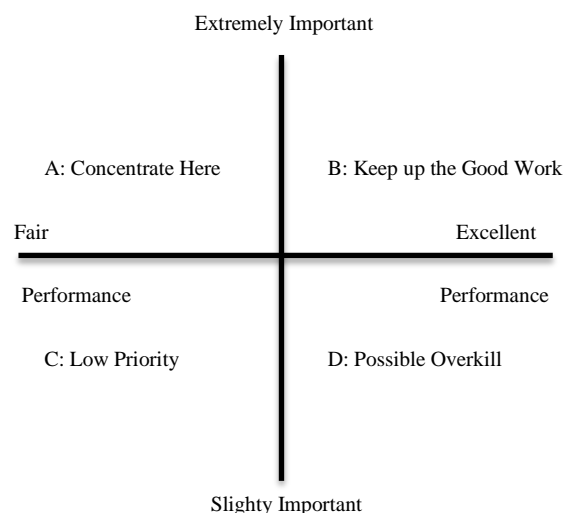 Extremely Important
A: Concentrate Here
B: Keep up the Good Work
Fair
Excellent
Performance
Performance
C: Low Priority
D: Possible Overkill
Slighty Important